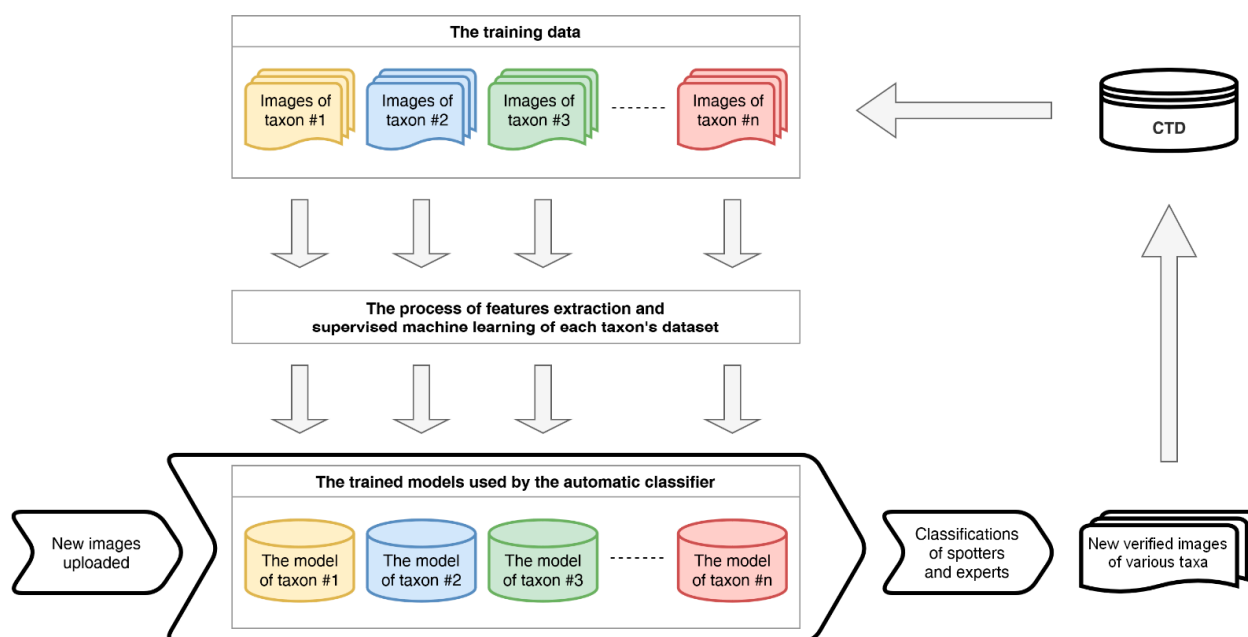 The training data
Images of
taxon #1
Images of
taxon #2
Images of
taxon #3
Images of
taxon #n
CTD
The process of features extraction and
supervised machine learning of each taxon's dataset
The trained models used by the automatic classifier
New images
uploaded
The model
of taxon #1
The model
of taxon #2
The model
of taxon #3
The model
of taxon #n
Classifications
of spotters
and experts
New verified images
of various taxa